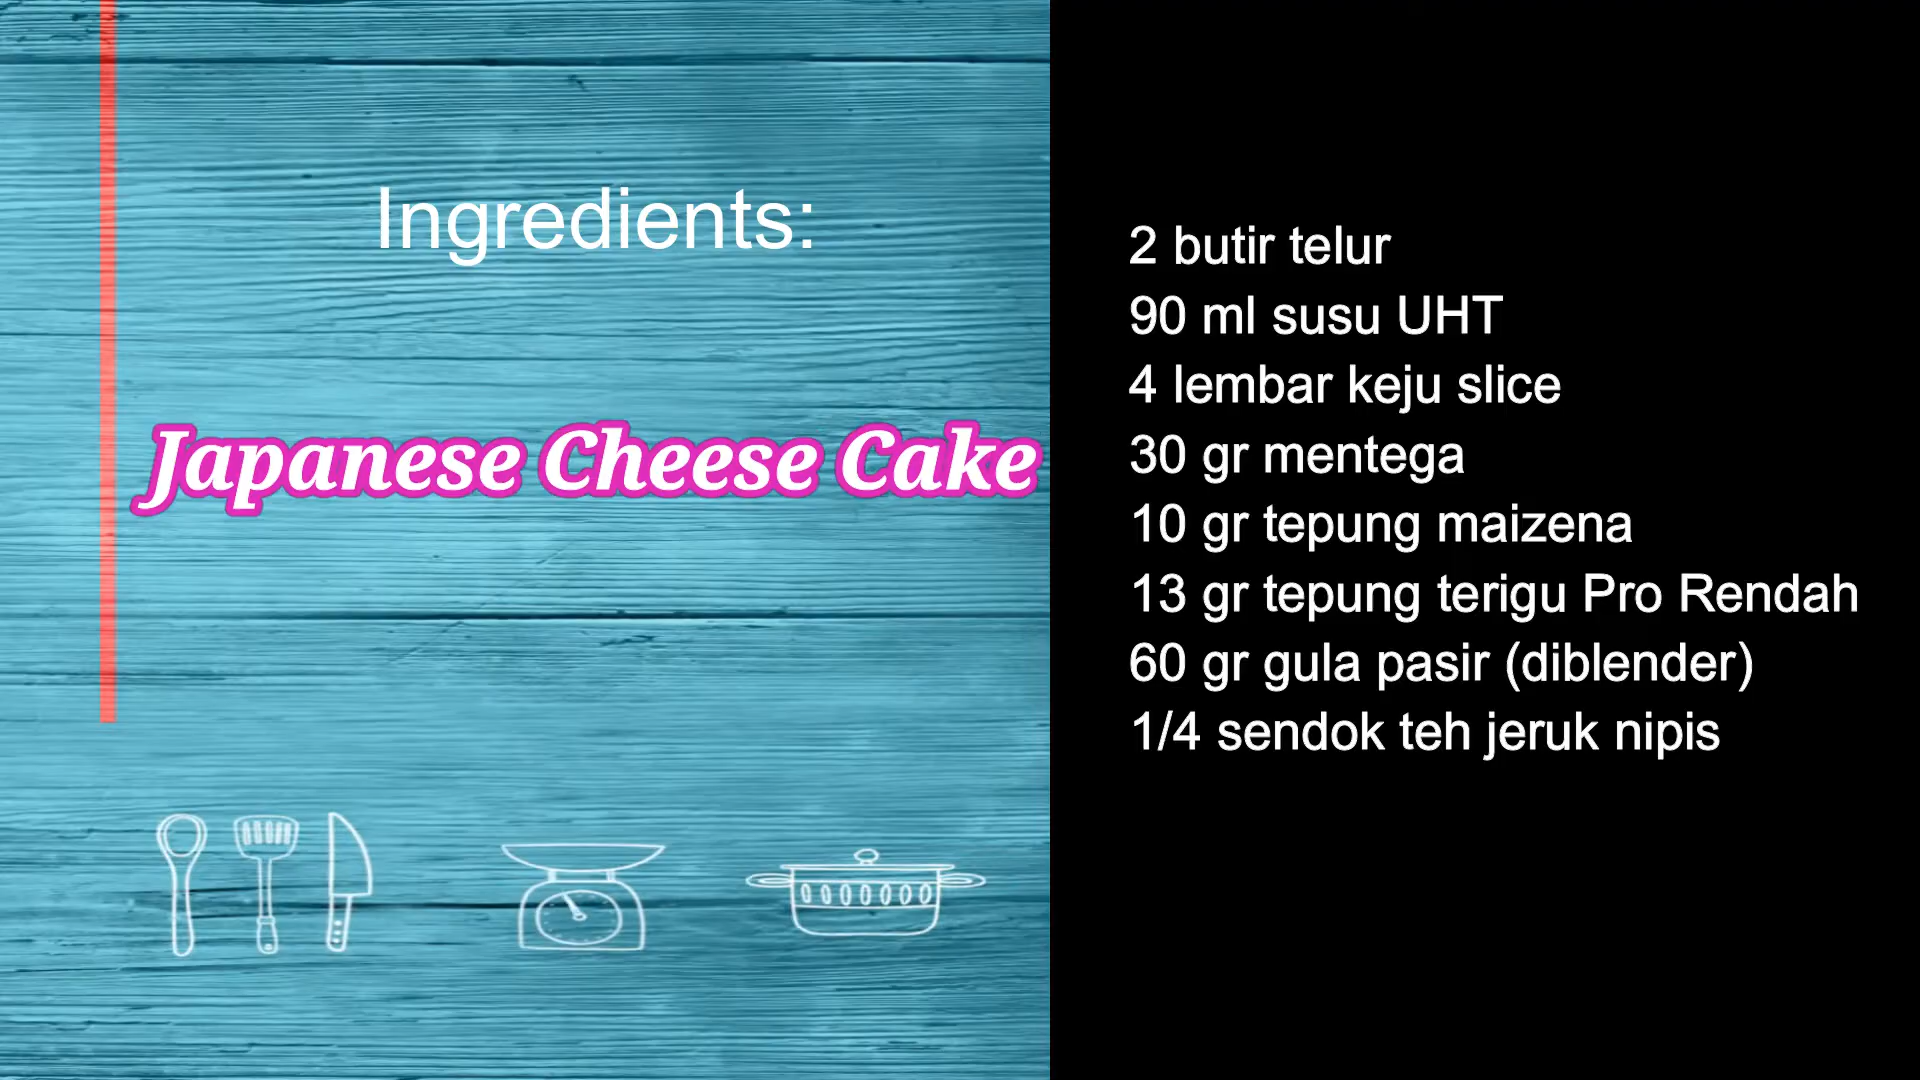 Ingredients:
Japanese Cheese Cake
2 butir telur
90 ml susu UHT
4 lembar keju slice
30 gr mentega
10 gr tepung maizena
13 gr tepung terigu Pro Rendah
60 gr gula pasir (diblender)
1/4 sendok teh jeruk nipis